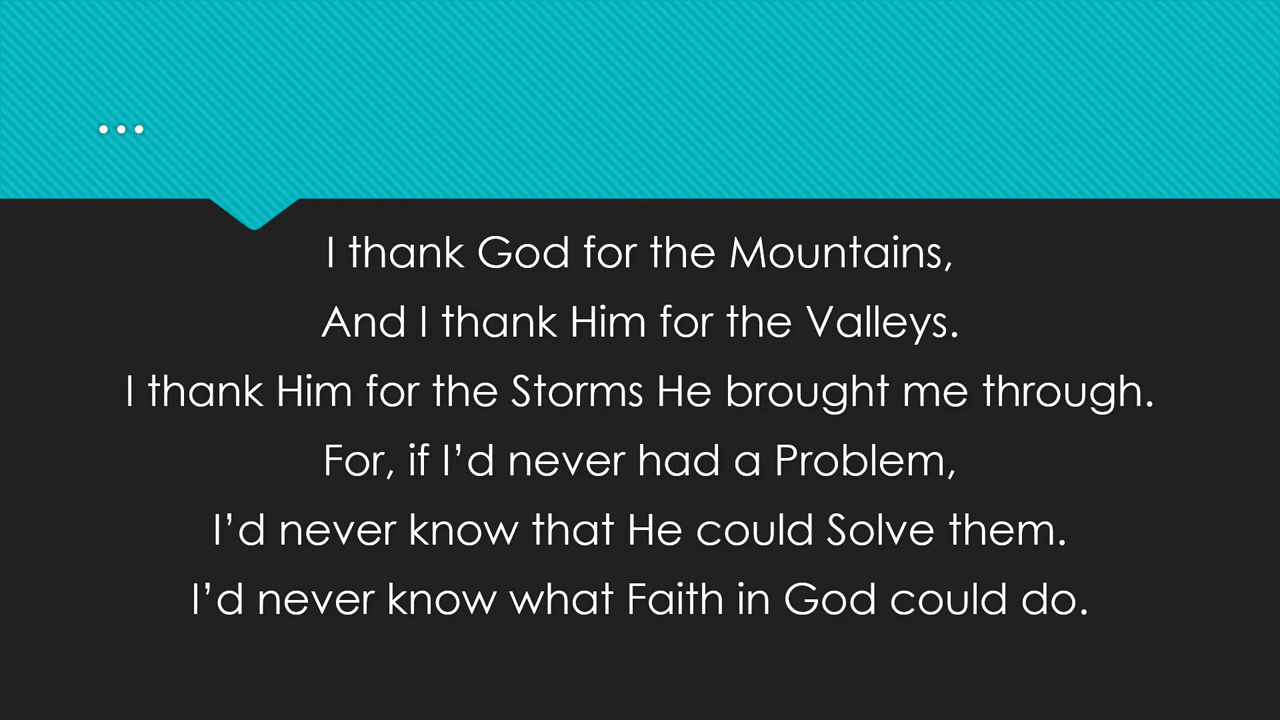 ...
I thank God for the Mountains,
And I thank Him for the Valleys.
I thank Him for the Storms He brought me through.
For, if I’d never had a Problem,
I’d never know that He could Solve them.
I’d never know what Faith in God could do.